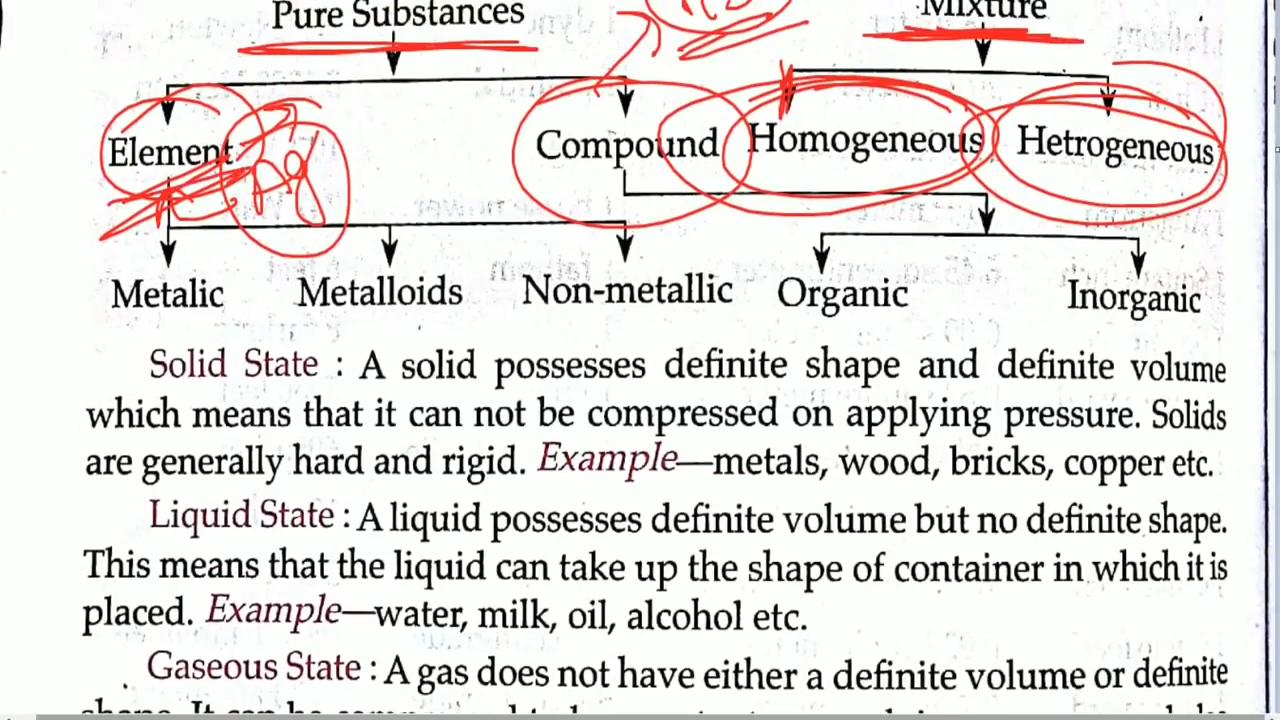 Pure Substances
Mixture
Element
Ag
Compound
Homogeneous
Hetrogeneous
Metalic
Metalloids
Non-metallic
Organic
Inorganic
Solid State : A solid possesses definite shape and definite volume
which means that it can not be compressed on applying pressure. Solids
are generally hard and rigid. Example—metals, wood, bricks, copper etc.
Liquid State : A liquid possesses definite volume but no definite shape.
This means that the liquid can take up the shape of container in which it is
placed. Example—water, milk, oil, alcohol etc.
Gaseous State : A gas does not have either a definite volume or definite